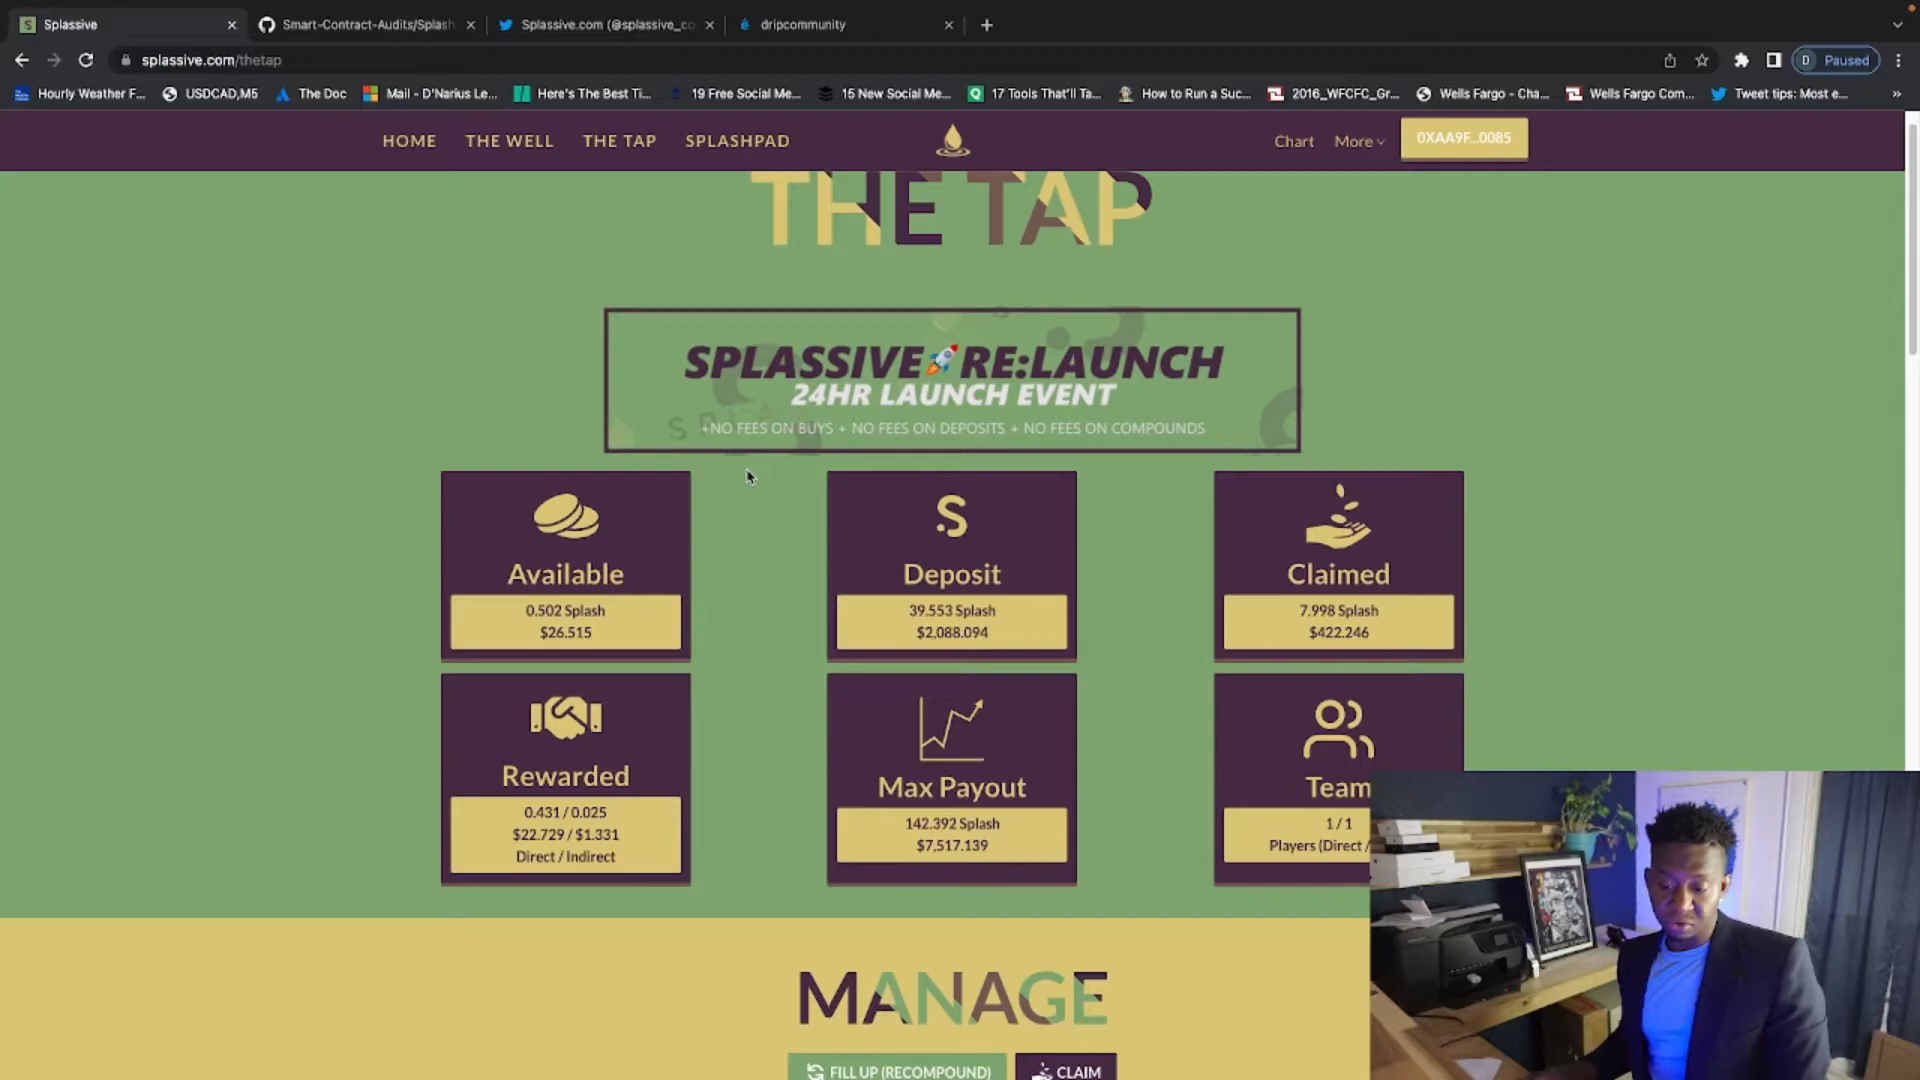 Splassive
Smart-Contract-Audits/Splash
Splassive.com (@splassive_co
dripcommunity
splassive.com/thetap
D Paused
Hourly Weather F...
USDCAD,M5
The Doc
Mail - D'Narius Le...
Here's The Best Ti...
19 Free Social Me...
15 New Social Me...
17 Tools That'll Ta...
How to Run a Suc...
2016_WFCFC_Gr...
Wells Fargo - Cha...
Wells Fargo Com...
Tweet tips: Most e...
HOME
THE WELL
THE TAP
SPLASHPAD
Chart
More
0XAA9F...0085
THE TAP
SPLASSIVE RE:LAUNCH
24HR LAUNCH EVENT
+NO FEES ON BUYS + NO FEES ON DEPOSITS + NO FEES ON COMPOUNDS
Available
0.502 Splash
$26.515
Deposit
39.553 Splash
$2,088.094
Claimed
7.998 Splash
$422.246
Rewarded
0.431 / 0.025
$22.729 / $1.331
Direct / Indirect
Max Payout
142.392 Splash
$7,517.139
Team
1 / 1
Players (Direct /
MANAGE
FILL UP (RECOMPOUND)
CLAIM